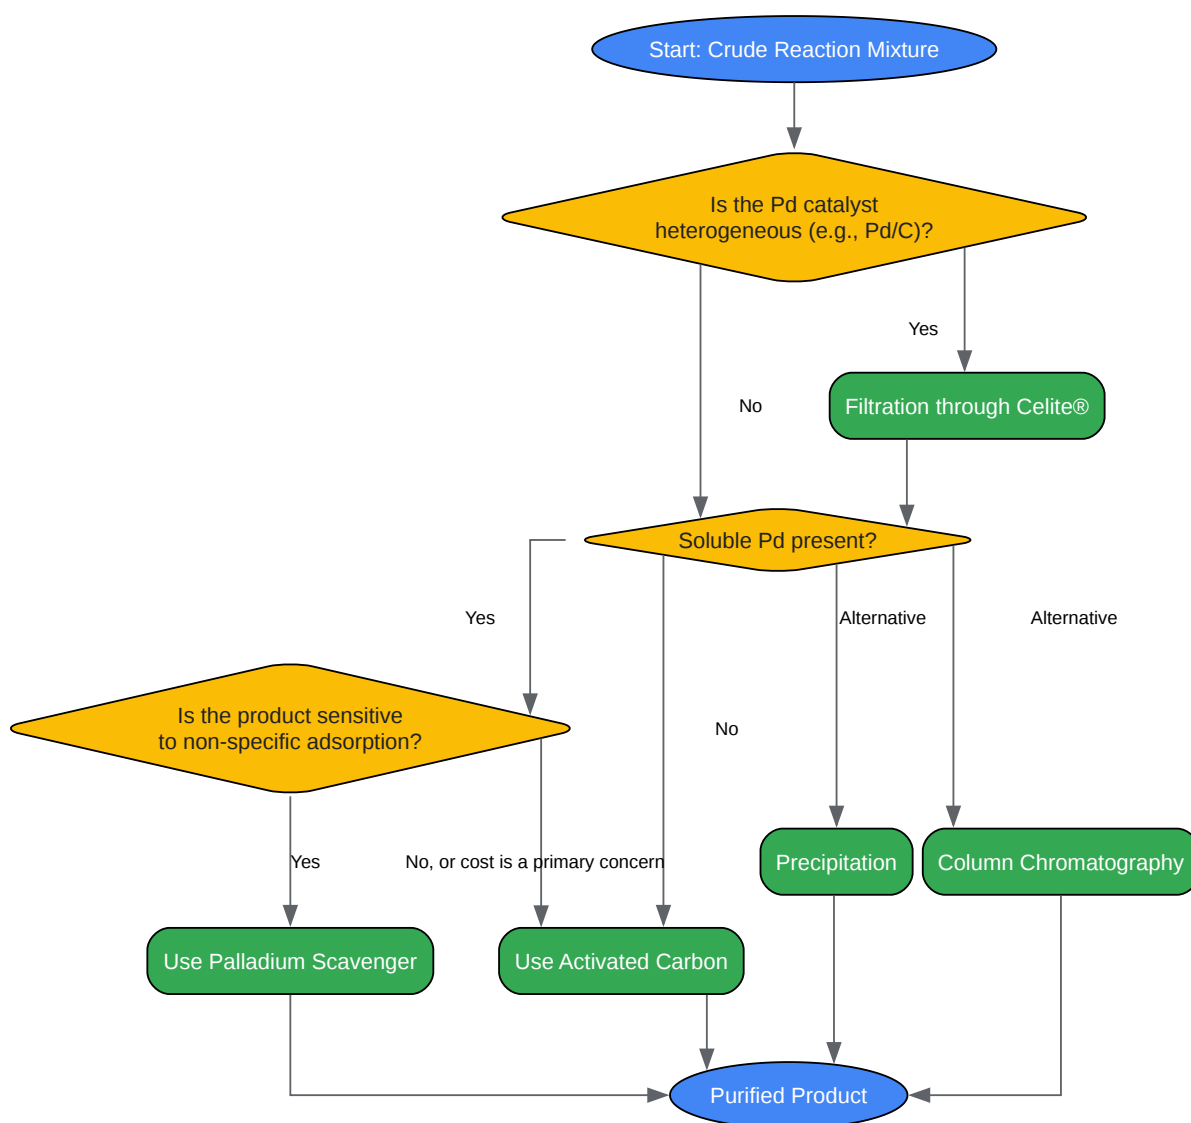 Start: Crude Reaction Mixture
Is the Pd catalyst
heterogeneous (e.g., Pd/C)?
Yes
No
Filtration through Celite®
Soluble Pd present?
Yes
Alternative
Alternative
Is the product sensitive
to non-specific adsorption?
No
Yes
No, or cost is a primary concern
Precipitation
Column Chromatography
Use Palladium Scavenger
Use Activated Carbon
Purified Product